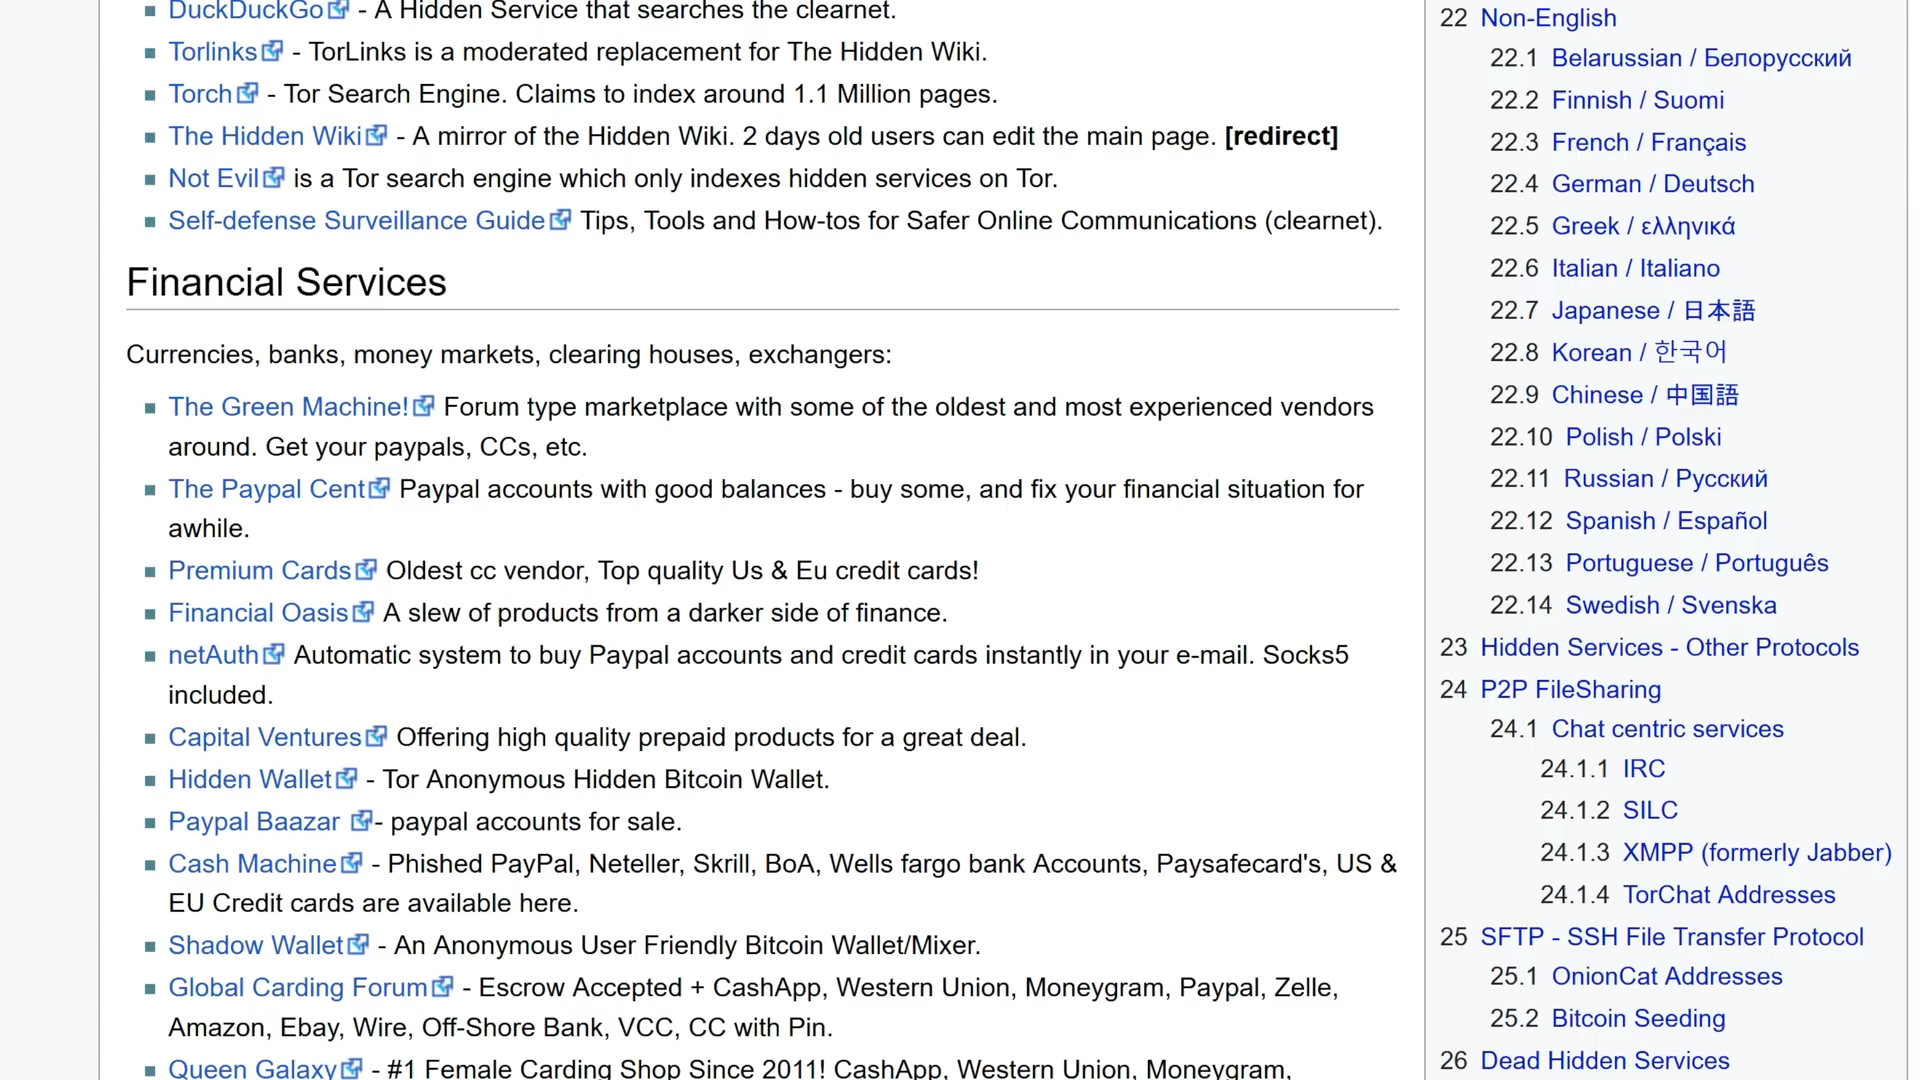 DuckDuckGo - A Hidden Service that searches the clearnet.
Torlinks - TorLinks is a moderated replacement for The Hidden Wiki.
Torch - Tor Search Engine. Claims to index around 1.1 Million pages.
The Hidden Wiki - A mirror of the Hidden Wiki. 2 days old users can edit the main page. [redirect]
Not Evil is a Tor search engine which only indexes hidden services on Tor.
Self-defense Surveillance Guide Tips, Tools and How-tos for Safer Online Communications (clearnet).
Financial Services
Currencies, banks, money markets, clearing houses, exchangers:
The Green Machine! Forum type marketplace with some of the oldest and most experienced vendors
around. Get your paypals, CCs, etc.
The Paypal Cent Paypal accounts with good balances - buy some, and fix your financial situation for
awhile.
Premium Cards Oldest cc vendor, Top quality Us & Eu credit cards!
Financial Oasis A slew of products from a darker side of finance.
netAuth Automatic system to buy Paypal accounts and credit cards instantly in your e-mail. Socks5
included.
Capital Ventures Offering high quality prepaid products for a great deal.
Hidden Wallet - Tor Anonymous Hidden Bitcoin Wallet.
Paypal Baazar - paypal accounts for sale.
Cash Machine - Phished PayPal, Neteller, Skrill, BoA, Wells fargo bank Accounts, Paysafecard's, US &
EU Credit cards are available here.
Shadow Wallet - An Anonymous User Friendly Bitcoin Wallet/Mixer.
Global Carding Forum - Escrow Accepted + CashApp, Western Union, Moneygram, Paypal, Zelle,
Amazon, Ebay, Wire, Off-Shore Bank, VCC, CC with Pin.
Queen Galaxy - #1 Female Carding Shop Since 2011! CashApp, Western Union, Moneygram,
22 Non-English
22.1 Belarussian / Белорусский
22.2 Finnish / Suomi
22.3 French / Français
22.4 German / Deutsch
22.5 Greek / ελληνικά
22.6 Italian / Italiano
22.7 Japanese / 日本語
22.8 Korean / 한국어
22.9 Chinese / 中国語
22.10 Polish / Polski
22.11 Russian / Русский
22.12 Spanish / Español
22.13 Portuguese / Português
22.14 Swedish / Svenska
23 Hidden Services - Other Protocols
24 P2P FileSharing
24.1 Chat centric services
24.1.1 IRC
24.1.2 SILC
24.1.3 XMPP (formerly Jabber)
24.1.4 TorChat Addresses
25 SFTP - SSH File Transfer Protocol
25.1 OnionCat Addresses
25.2 Bitcoin Seeding
26 Dead Hidden Services